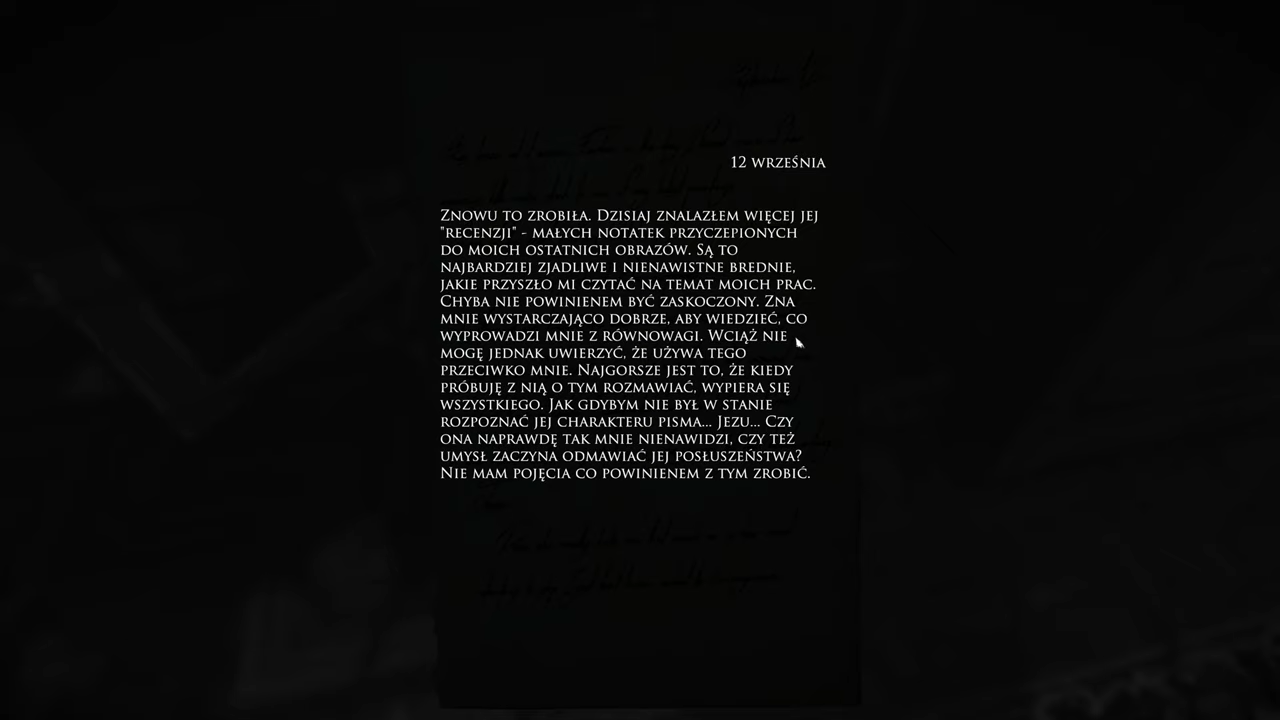 12 WRZEŚNIA
ZNOWU TO ZROBIŁA. DZISIAJ ZNALAZŁEM WIĘCEJ JEJ
"RECENZJI" - MAŁYCH NOTATEK PRZYCZEPIONYCH
DO MOICH OSTATNICH OBRAZÓW. SĄ TO
NAJBARDZIEJ ZJADLIWE I NIENAWISTNE BREDNIE,
JAKIE PRZYSZŁO MI CZYTAĆ NA TEMAT MOICH PRAC.
CHYBA NIE POWINIENEM BYĆ ZASKOCZONY. ZNA
MNIE WYSTARCZAJĄCO DOBRZE, ABY WIEDZIEĆ, CO
WYPROWADZI MNIE Z RÓWNOWAGI. WCIĄŻ NIE
MOGĘ JEDNAK UWIERZYĆ, ŻE UŻYWA TEGO
PRZECIWKO MNIE. NAJGORSZE JEST TO, ŻE KIEDY
PRÓBUJĘ Z NIĄ O TYM ROZMAWIAĆ, WYPIERA SIĘ
WSZYSTKIEGO. JAK GDYBYM NIE BYŁ W STANIE
ROZPOZNAĆ JEJ CHARAKTERU PISMA... JEZU... CZY
ONA NAPRAWDĘ TAK MNIE NIENAWIDZI, CZY TEŻ
UMYSŁ ZACZYNA ODMAWIAĆ JEJ POSŁUSZEŃSTWA?
NIE MAM POJĘCIA CO POWINIENEM Z TYM ZROBIĆ.